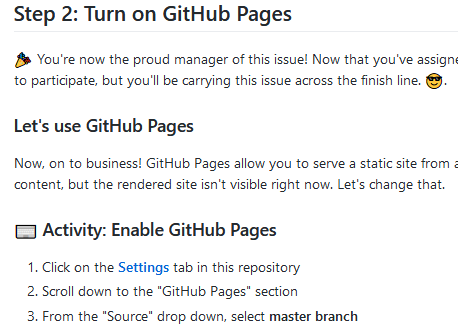 Step 2: Turn on GitHub Pages
You're now the proud manager of this issue! Now that you've assigne
to participate, but you'll be carrying this issue across the finish line. 😎.
Let's use GitHub Pages
Now, on to business! GitHub Pages allow you to serve a static site from a
content, but the rendered site isn't visible right now. Let's change that.
Activity: Enable GitHub Pages
1. Click on the Settings tab in this repository
2. Scroll down to the "GitHub Pages" section
3. From the "Source" drop down, select master branch